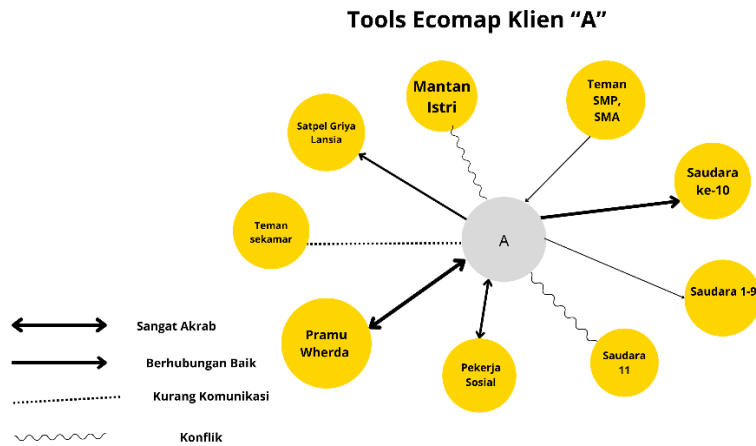 Tools Ecomap Klien “A”
Mantan
Istri
Teman
SMP,
SMA
Satpel Griya
Lansia
Saudara
ke-10
Teman
sekamar
A
Saudara 1-9
Pramu
Wherda
Pekerja
Sosial
Saudara
11
Sangat Akrab
Berhubungan Baik
Kurang Komunikasi
Konflik